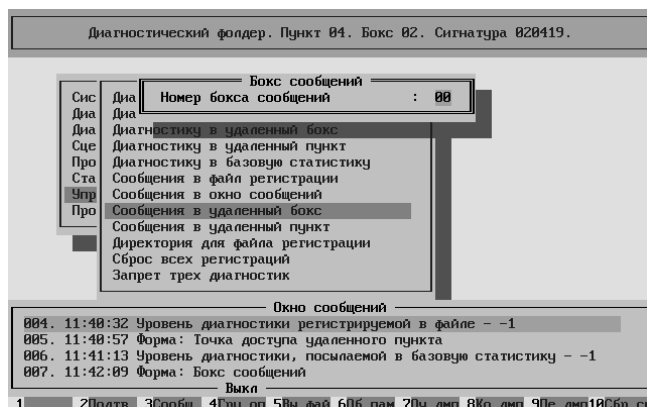 Диагностический фолдер. Пункт 04. Бокс 02. Сигнатура 020419.
Бокс сообщений
Номер бокса сообщений : 00
Сис Диа
Диа Диа
Диа Диагностику в удаленный бокс
Сце Диагностику в удаленный пункт
Про Диагностику в базовую статистику
Ста Сообщения в файл регистрации
Упр Сообщения в окно сообщений
Про Сообщения в удаленный бокс
Сообщения в удаленный пункт
Директория для файла регистрации
Сброс всех регистраций
Запрет трех диагностик
Окно сообщений
004. 11:40:32 Уровень диагностики регистрируемой в файле - -1
005. 11:40:57 Форма: Точка доступа удаленного пункта
006. 11:41:13 Уровень диагностики, посылаемой в базовую статистику - -1
007. 11:42:09 Форма: Бокс сообщений
Выкл
1 2Подтв 3Сообщ 4Гру оп 5Вы фай 6Об пам 7Ду дмп 8Ко дмп 9Пе дмп 10Сбр